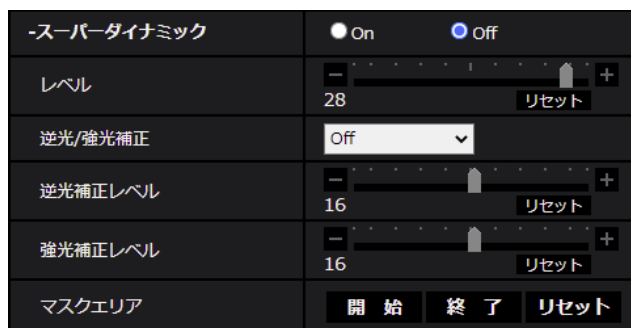 -スーパーダイナミック On Off
レベル 28 リセット
逆光/強光補正 Off
逆光補正レベル 16 リセット
強光補正レベル 16 リセット
マスクエリア 開 始 終 了 リセット